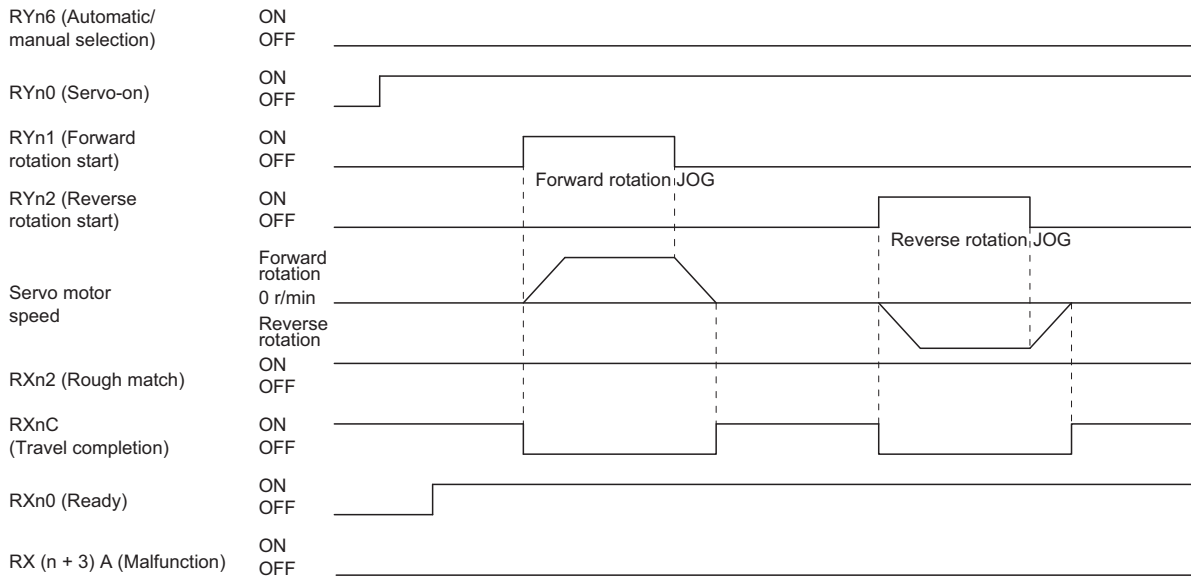 RYn6 (Automatic/
manual selection)
ON
OFF
RYn0 (Servo-on)
ON
OFF
RYn1 (Forward
rotation start)
ON
OFF
Forward rotation JOG
RYn2 (Reverse
rotation start)
ON
OFF
Reverse rotation JOG
Servo motor
speed
Forward
rotation
0 r/min
Reverse
rotation
RXn2 (Rough match)
ON
OFF
RXnC
(Travel completion)
ON
OFF
RXn0 (Ready)
ON
OFF
RX (n + 3) A (Malfunction)
ON
OFF